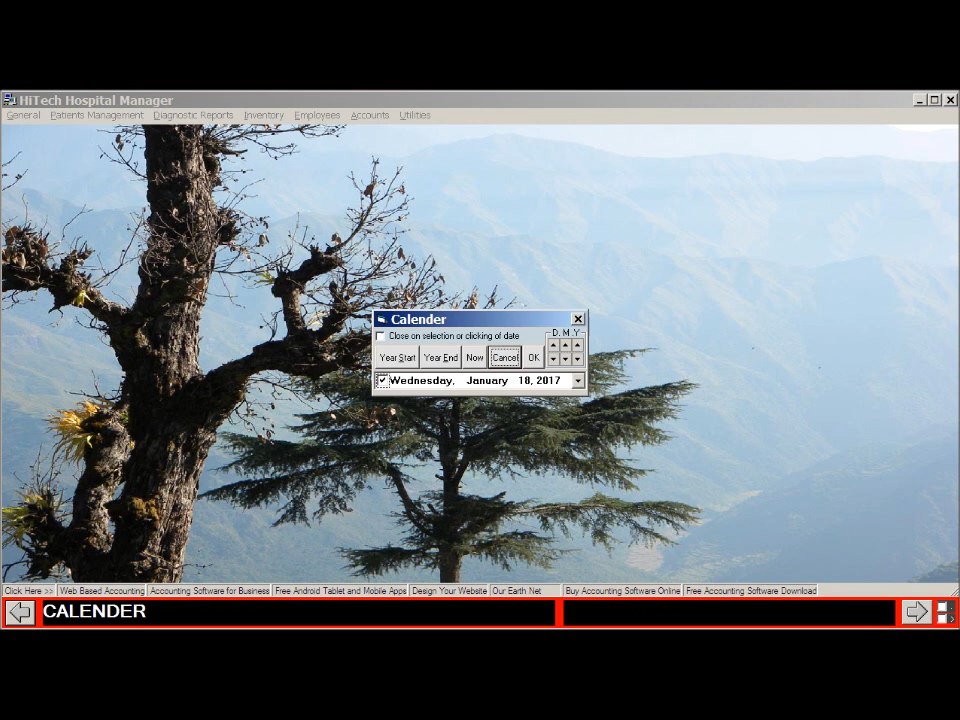 HiTech Hospital Manager
General Patients Management Diagnostic Reports Inventory Employees Accounts Utilities
Calender
Close on selection or clicking of date
D. M .Y
Year Start Year End Now Cancel OK
Wednesday, January 18, 2017
Click Here >> Web Based Accounting Accounting Software for Business Free Android Tablet and Mobile Apps Design Your Website Our Earth Net Buy Accounting Software Online Free Accounting Software Download
CALENDER